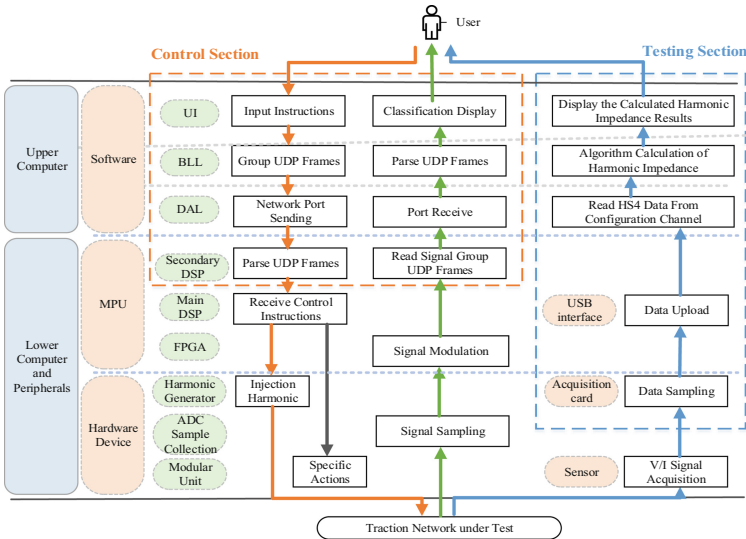 User
Control Section
Testing Section
Upper
Computer
Software
UI
Input Instructions
Classification Display
Display the Calculated Harmonic
Impedance Results
BLL
Group UDP Frames
Parse UDP Frames
Algorithm Calculation of
Harmonic Impedance
DAL
Network Port
Sending
Port Receive
Read HS4 Data From
Configuration Channel
Lower
Computer
and
Peripherals
MPU
Secondary
DSP
Parse UDP Frames
Read Signal Group
UDP Frames
Main
DSP
Receive Control
Instructions
USB
interface
Data Upload
FPGA
Signal Modulation
Hardware
Device
Harmonic
Generator
Injection
Harmonic
Acquisition
card
Data Sampling
ADC
Sample
Collection
Signal Sampling
Modular
Unit
Specific
Actions
Sensor
V/I Signal
Acquisition
Traction Network under Test